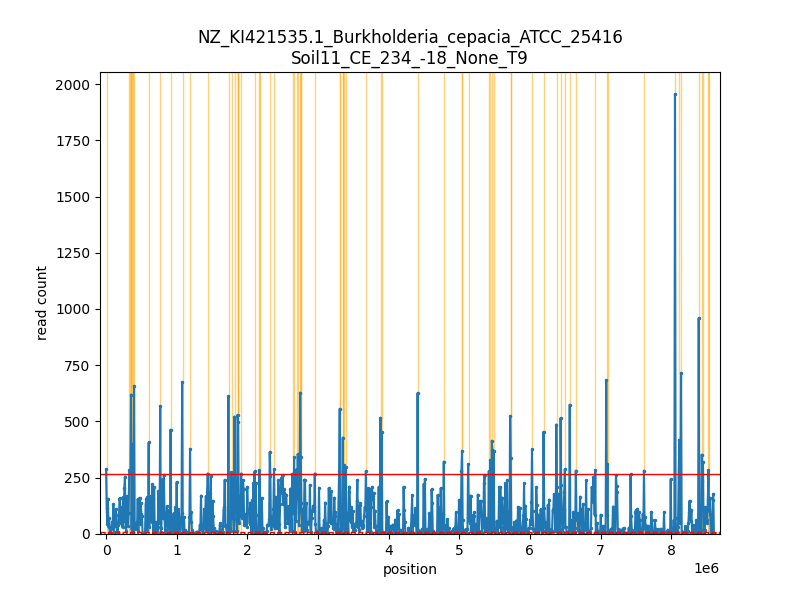 NZ_KI421535.1_Burkholderia_cepacia_ATCC_25416
Soil11_CE_234_-18_None_T9
2000
1750
1500
1250
1000
750
500
250
0
read count
0 1 2 3 4 5 6 7 8
1e6
position